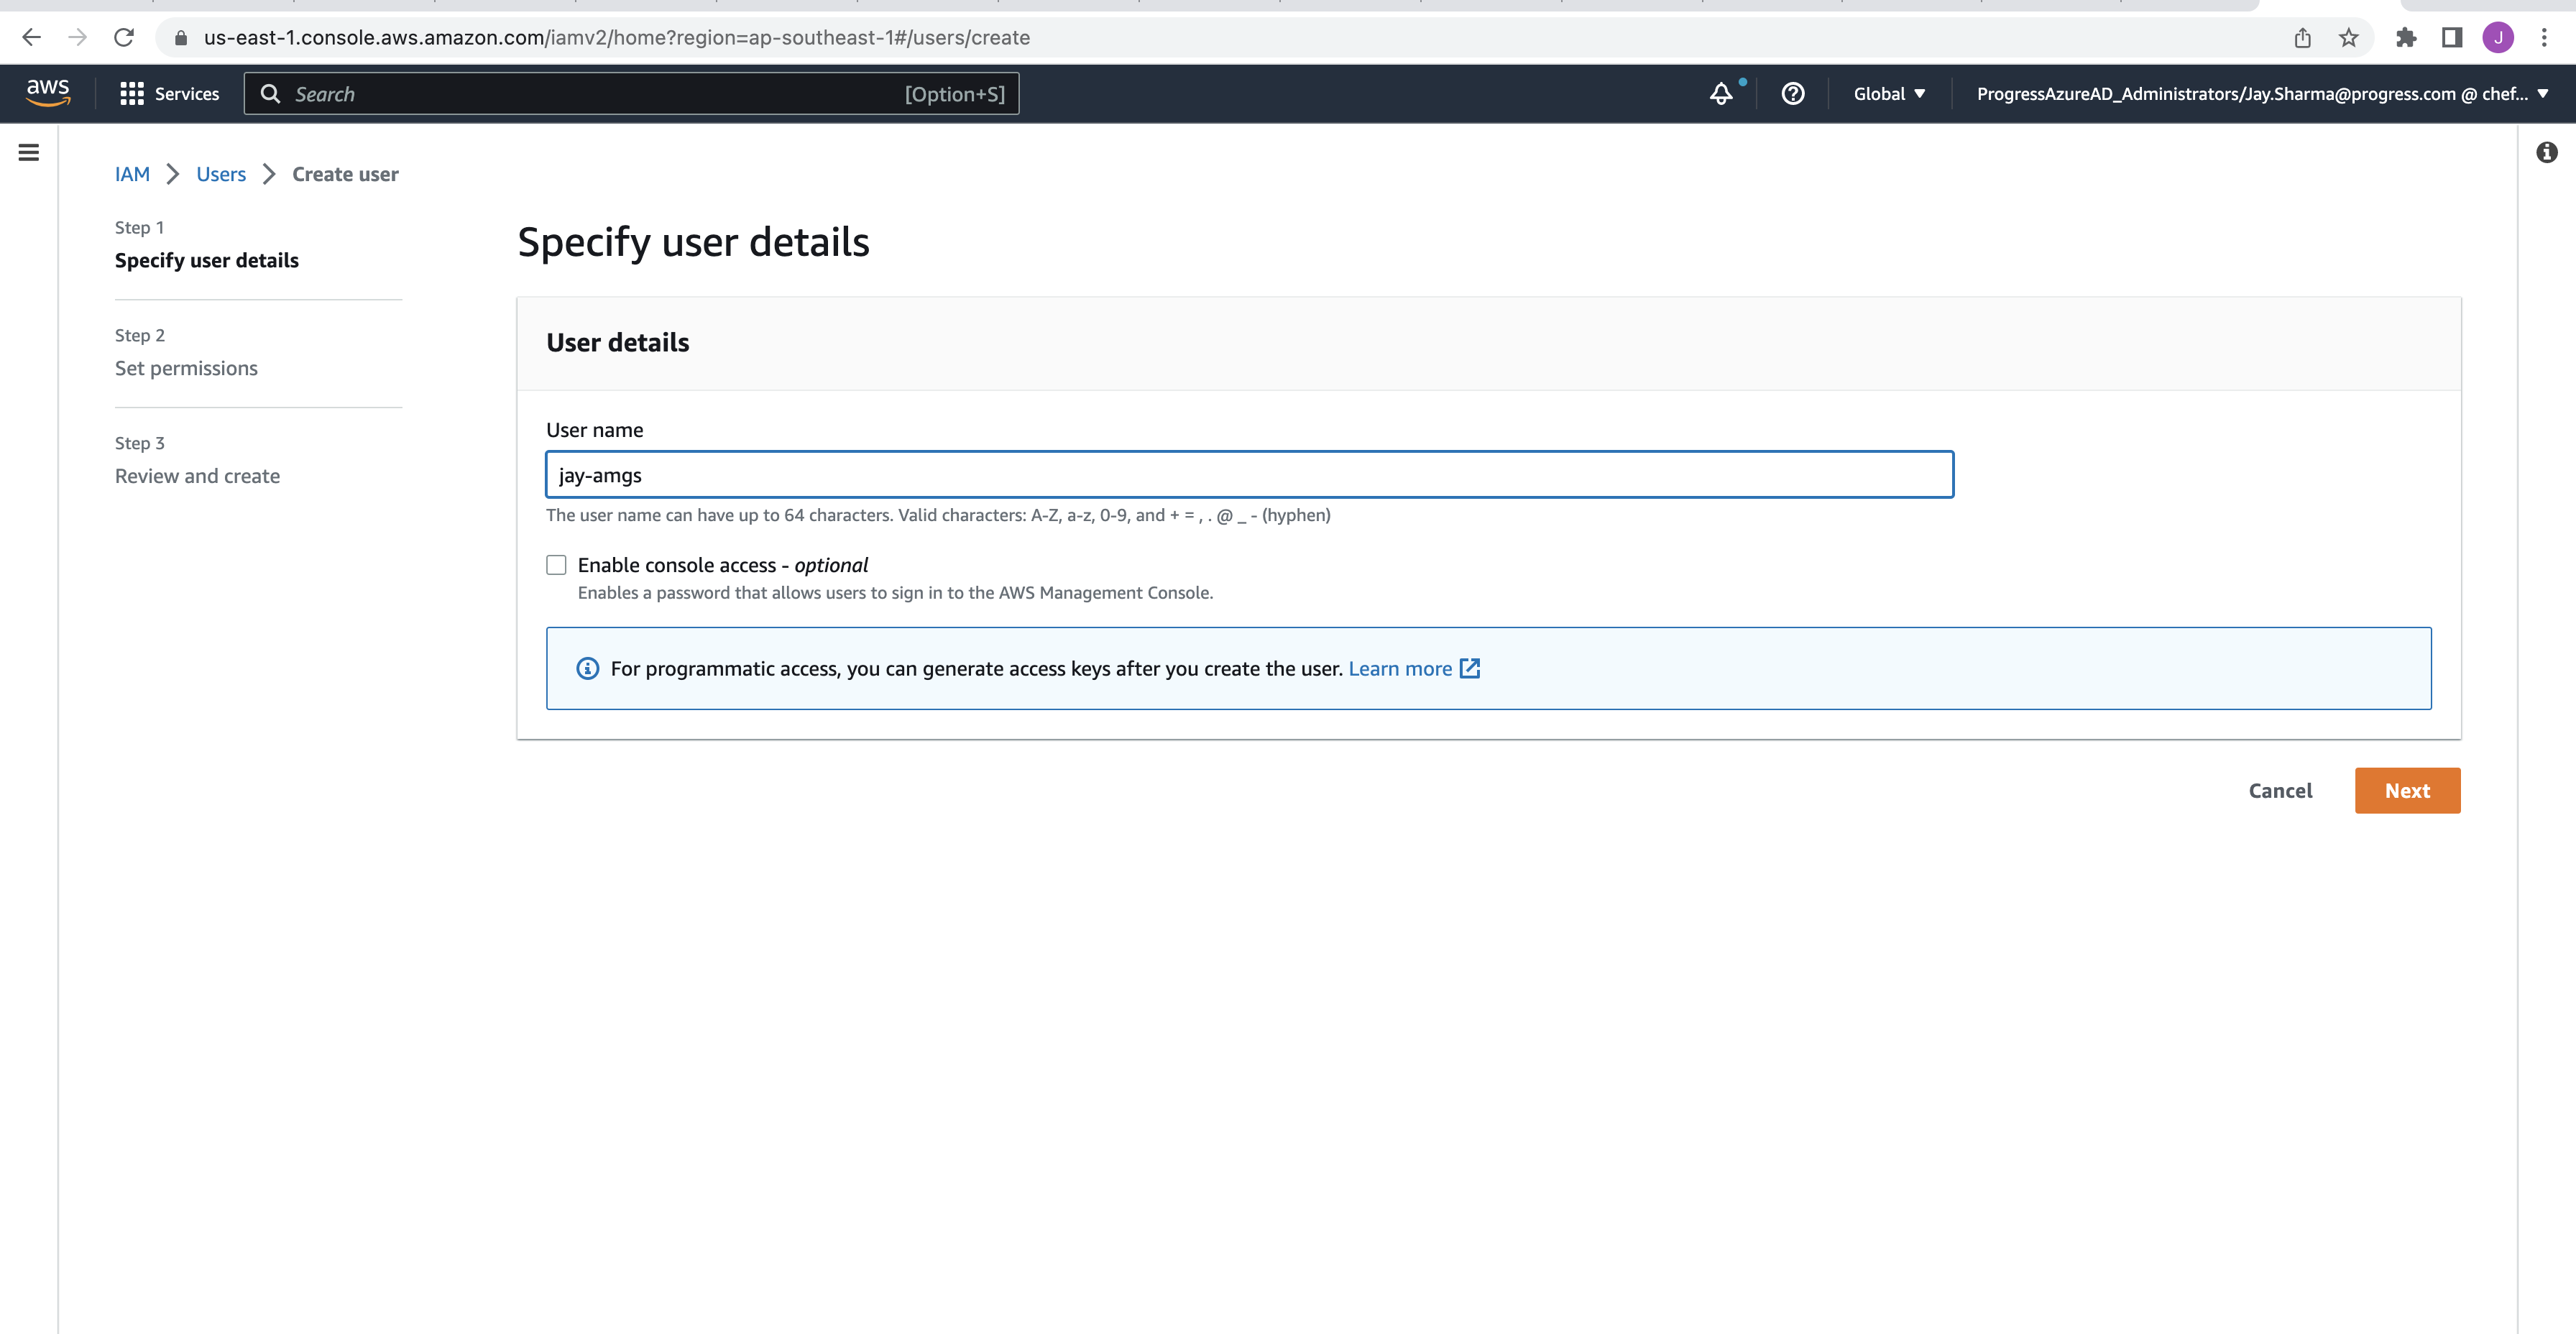 us-east-1.console.aws.amazon.com/iamv2/home?region=ap-southeast-1#/users/create
J
aws
Services
Search
[Option+S]
Global
ProgressAzureAD_Administrators/Jay.Sharma@progress.com @ chef...
IAM
Users
Create user
Step 1
Specify user details
Step 2
Set permissions
Step 3
Review and create
Specify user details
User details
User name
jay-amgs
The user name can have up to 64 characters. Valid characters: A-Z, a-z, 0-9, and + = , . @ _ - (hyphen)
Enable console access - optional
Enables a password that allows users to sign in to the AWS Management Console.
For programmatic access, you can generate access keys after you create the user. Learn more
Cancel
Next